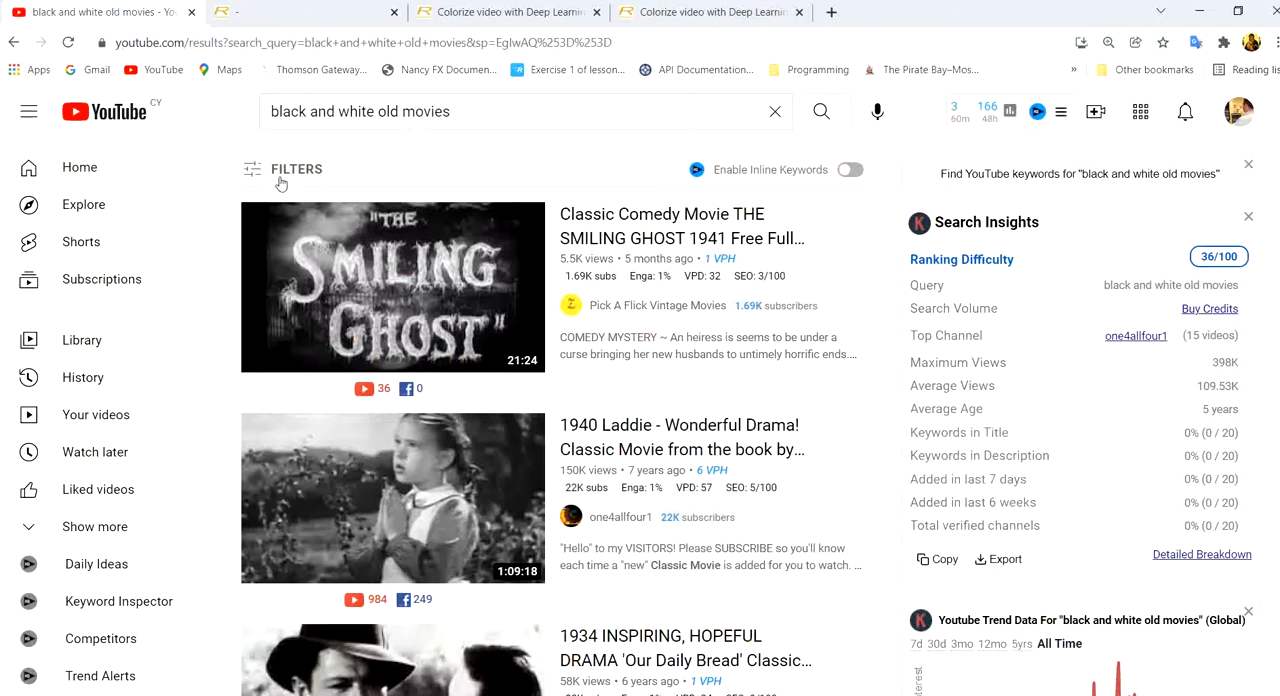 black and white old movies - Yo
-
Colorize video with Deep Learnin
Colorize video with Deep Learnin
youtube.com/results?search_query=black+and+white+old+movies&sp=EgIwAQ%253D%253D
Apps
Gmail
YouTube
Maps
Thomson Gateway...
Nancy FX Documen...
Exercise 1 of lesson...
API Documentation...
Programming
The Pirate Bay–Mos...
»
Other bookmarks
Reading lis
YouTube CY
black and white old movies
3
60m
166
48h
Home
Explore
Shorts
Subscriptions
Library
History
Your videos
Watch later
Liked videos
Show more
Daily Ideas
Keyword Inspector
Competitors
Trend Alerts
FILTERS
Enable Inline Keywords
"THE
SMILING
GHOST"
21:24
36
0
Classic Comedy Movie THE
SMILING GHOST 1941 Free Full...
5.5K views • 5 months ago • 1 VPH
1.69K subs Enga: 1% VPD: 32 SEO: 3/100
Pick A Flick Vintage Movies 1.69K subscribers
COMEDY MYSTERY ~ An heiress is seems to be under a
curse bringing her new husbands to untimely horrific ends....
1:09:18
984
249
1940 Laddie - Wonderful Drama!
Classic Movie from the book by...
150K views • 7 years ago • 6 VPH
22K subs Enga: 1% VPD: 57 SEO: 5/100
one4allfour1 22K subscribers
"Hello" to my VISITORS! Please SUBSCRIBE so you'll know
each time a "new" Classic Movie is added for you to watch. ...
1934 INSPIRING, HOPEFUL
DRAMA 'Our Daily Bread' Classic...
58K views • 6 years ago • 1 VPH
Find YouTube keywords for "black and white old movies"
K Search Insights
Ranking Difficulty 36/100
Query black and white old movies
Search Volume Buy Credits
Top Channel one4allfour1 (15 videos)
Maximum Views 398K
Average Views 109.53K
Average Age 5 years
Keywords in Title 0% (0 / 20)
Keywords in Description 0% (0 / 20)
Added in last 7 days 0% (0 / 20)
Added in last 6 weeks 0% (0 / 20)
Total verified channels 0% (0 / 20)
Copy Export Detailed Breakdown
K Youtube Trend Data For "black and white old movies" (Global)
7d 30d 3mo 12mo 5yrs All Time